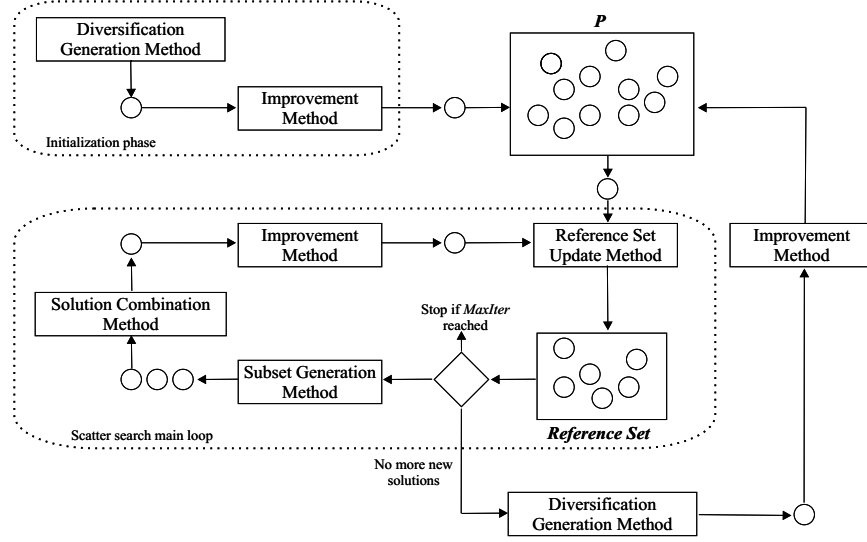 P
Diversification
Generation Method
Improvement
Method
Initialization phase
Improvement
Method
Reference Set
Update Method
Improvement
Method
Solution Combination
Method
Stop if MaxIter
reached
Subset Generation
Method
Reference Set
Scatter search main loop
No more new
solutions
Diversification
Generation Method